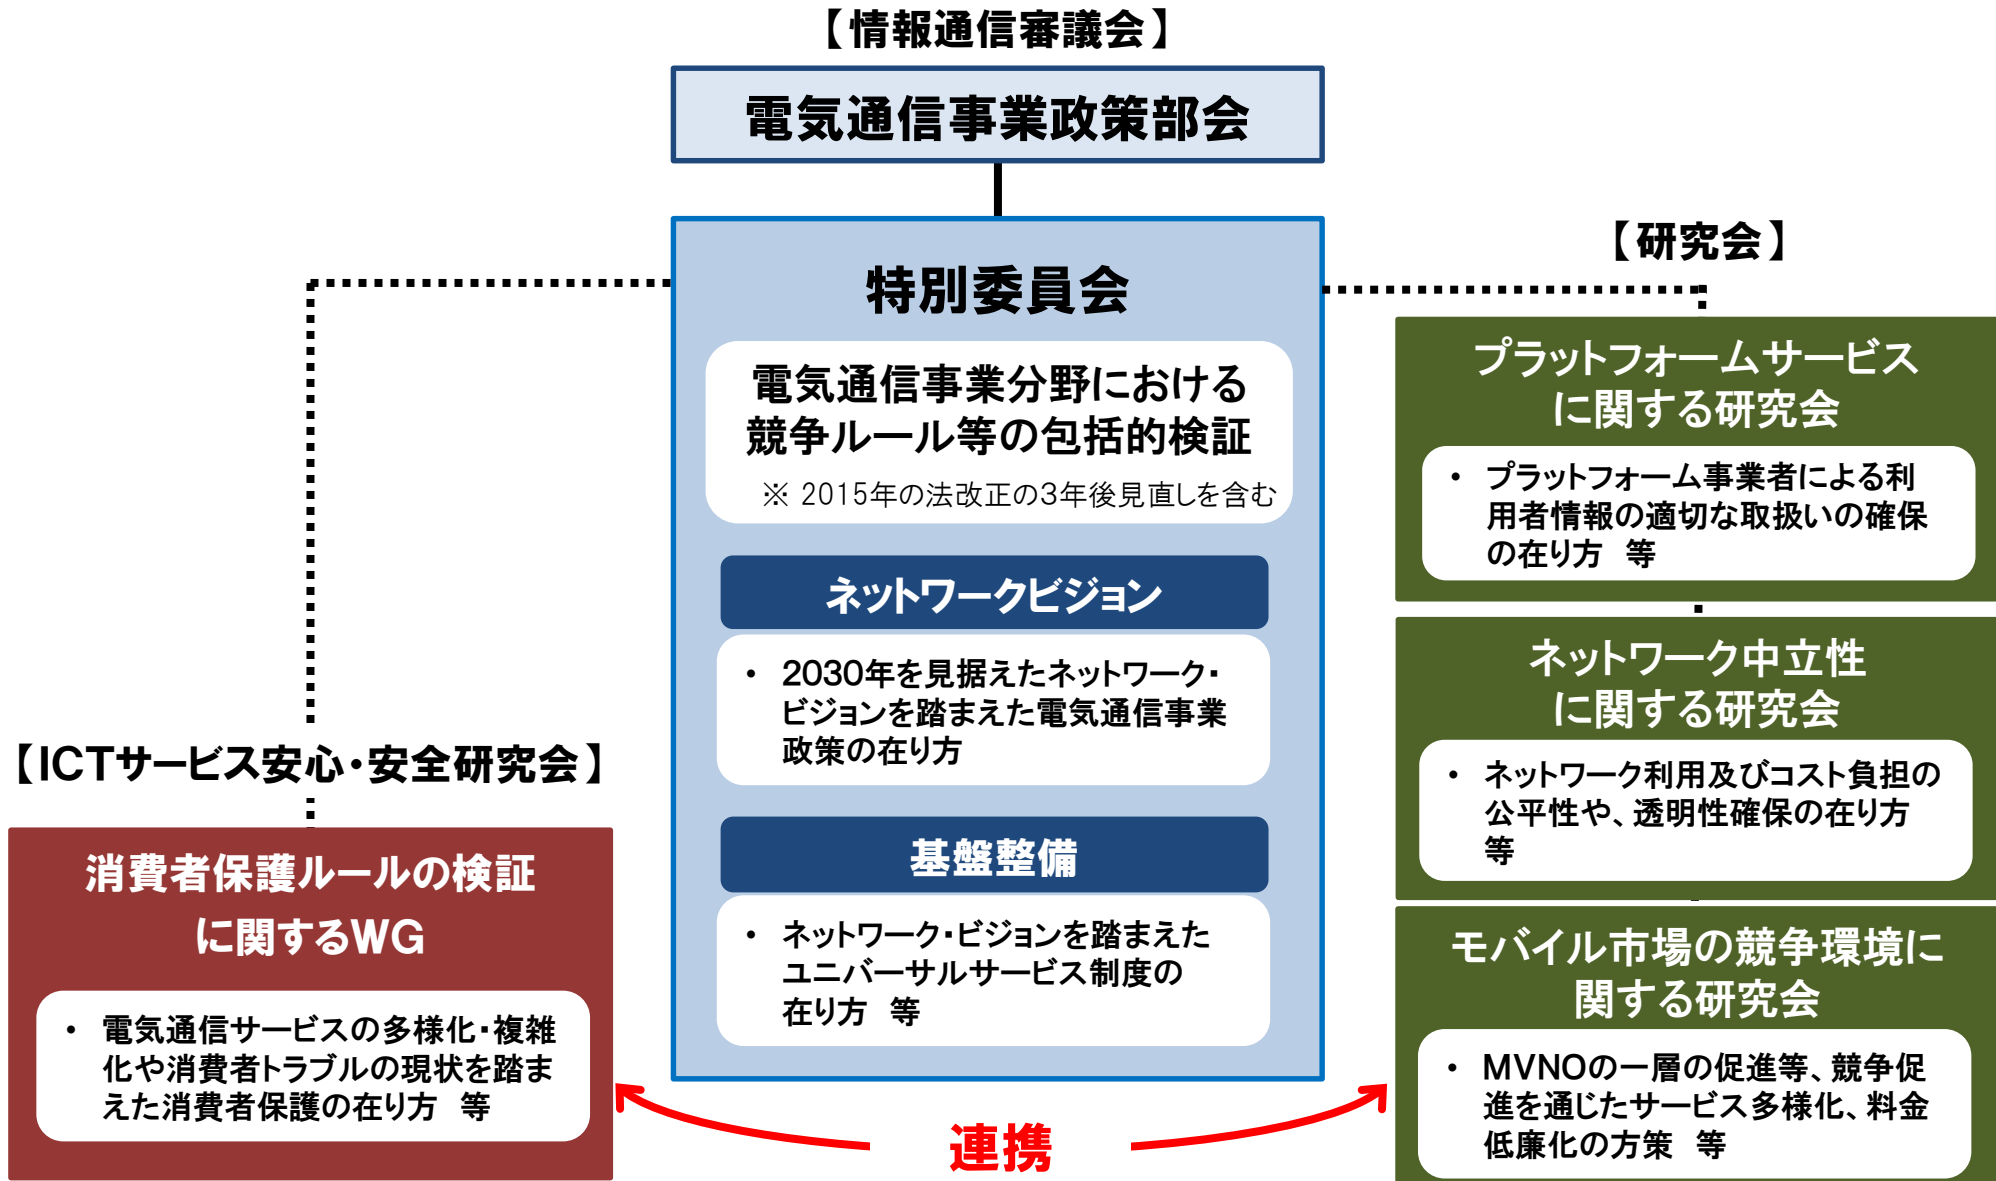 【情報通信審議会】
電気通信事業政策部会
特別委員会
電気通信事業分野における
競争ルール等の包括的検証
※ 2015年の法改正の3年後見直しを含む
ネットワークビジョン
• 2030年を見据えたネットワーク・
ビジョンを踏まえた電気通信事業
政策の在り方
基盤整備
• ネットワーク・ビジョンを踏まえた
ユニバーサルサービス制度の
在り方 等
【ICTサービス安心・安全研究会】
消費者保護ルールの検証
に関するWG
• 電気通信サービスの多様化・複雑
化や消費者トラブルの現状を踏ま
えた消費者保護の在り方 等
【研究会】
プラットフォームサービス
に関する研究会
• プラットフォーム事業者による利
用者情報の適切な取扱いの確保
の在り方 等
ネットワーク中立性
に関する研究会
• ネットワーク利用及びコスト負担の
公平性や、透明性確保の在り方
等
モバイル市場の競争環境に
関する研究会
• MVNOの一層の促進等、競争促
進を通じたサービス多様化、料金
低廉化の方策 等
連携